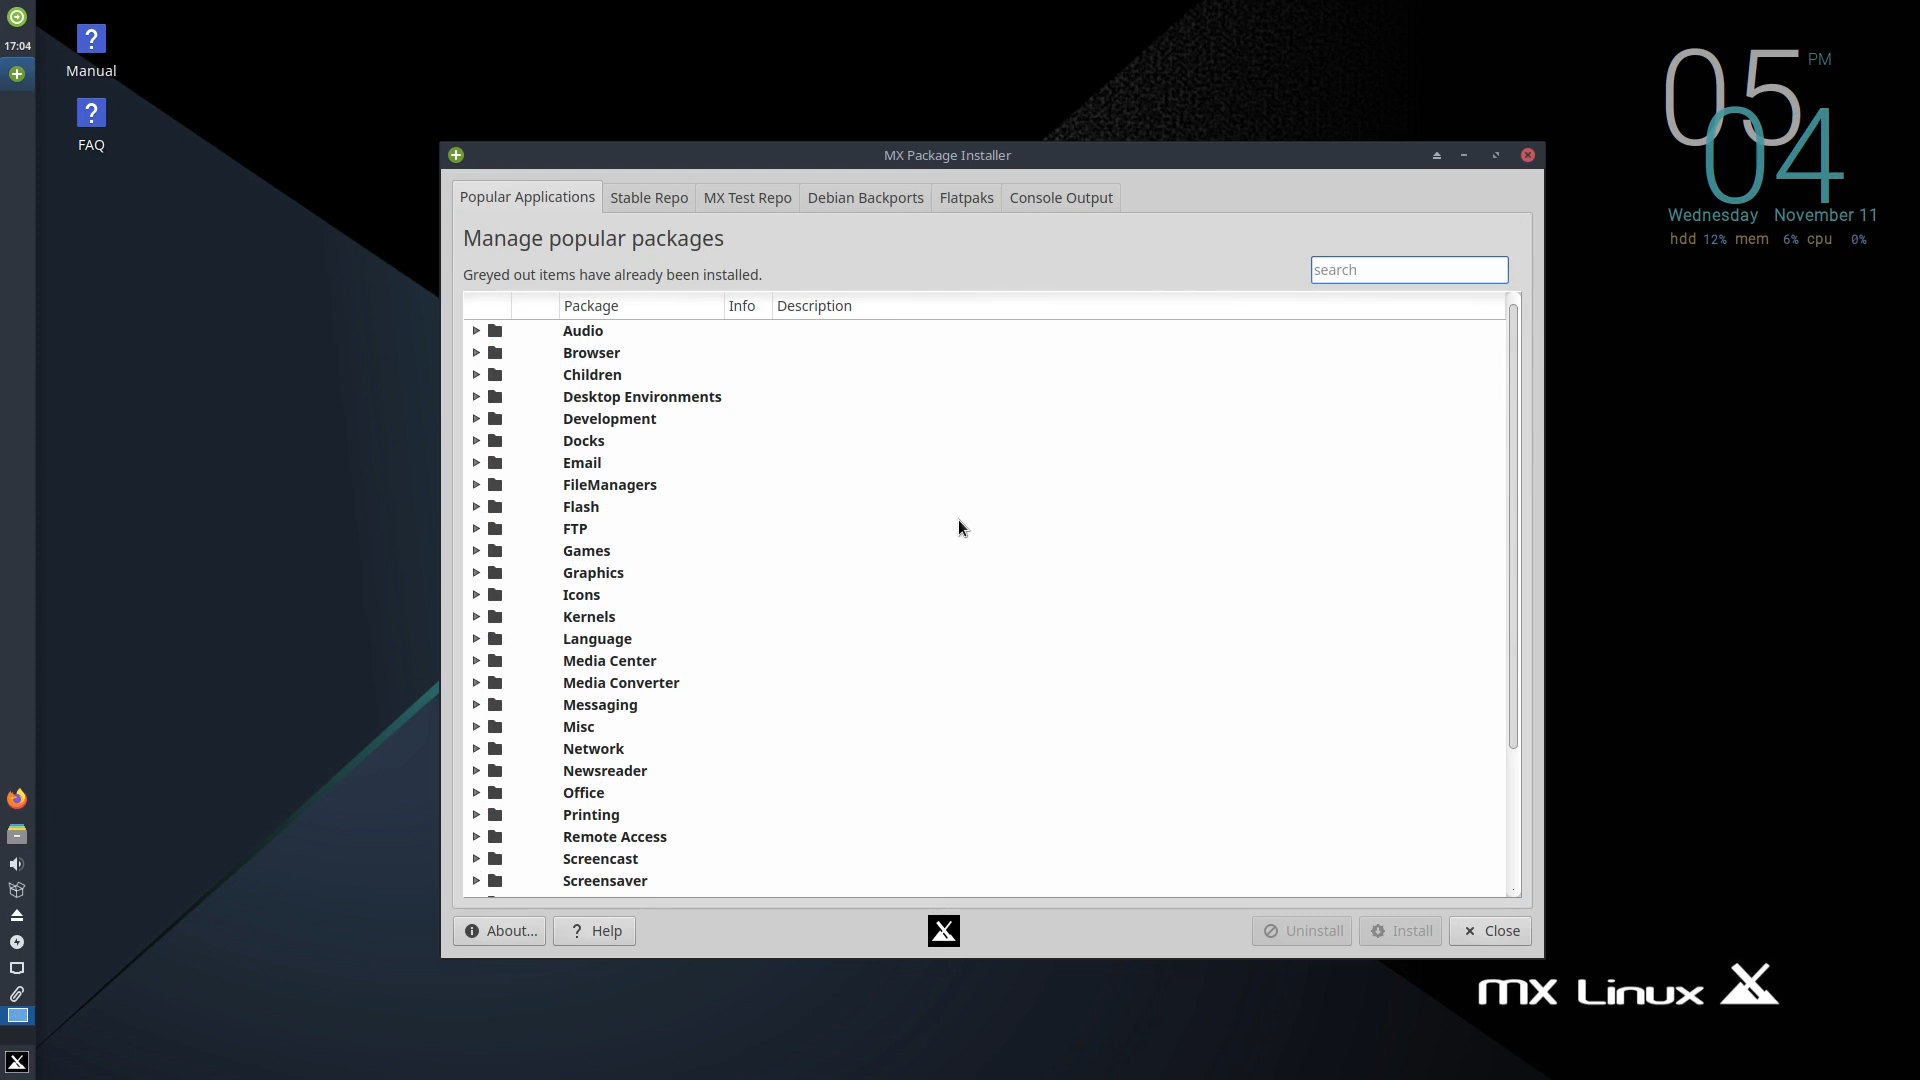 17:04
Manual
FAQ
05 PM
04
Wednesday November 11
hdd 12% mem 6% cpu 0%
MX Package Installer
Popular Applications Stable Repo MX Test Repo Debian Backports Flatpaks Console Output
Manage popular packages
Greyed out items have already been installed.
search
Package Info Description
Audio
Browser
Children
Desktop Environments
Development
Docks
Email
FileManagers
Flash
FTP
Games
Graphics
Icons
Kernels
Language
Media Center
Media Converter
Messaging
Misc
Network
Newsreader
Office
Printing
Remote Access
Screencast
Screensaver
About... ? Help Uninstall Install Close
MX Linux